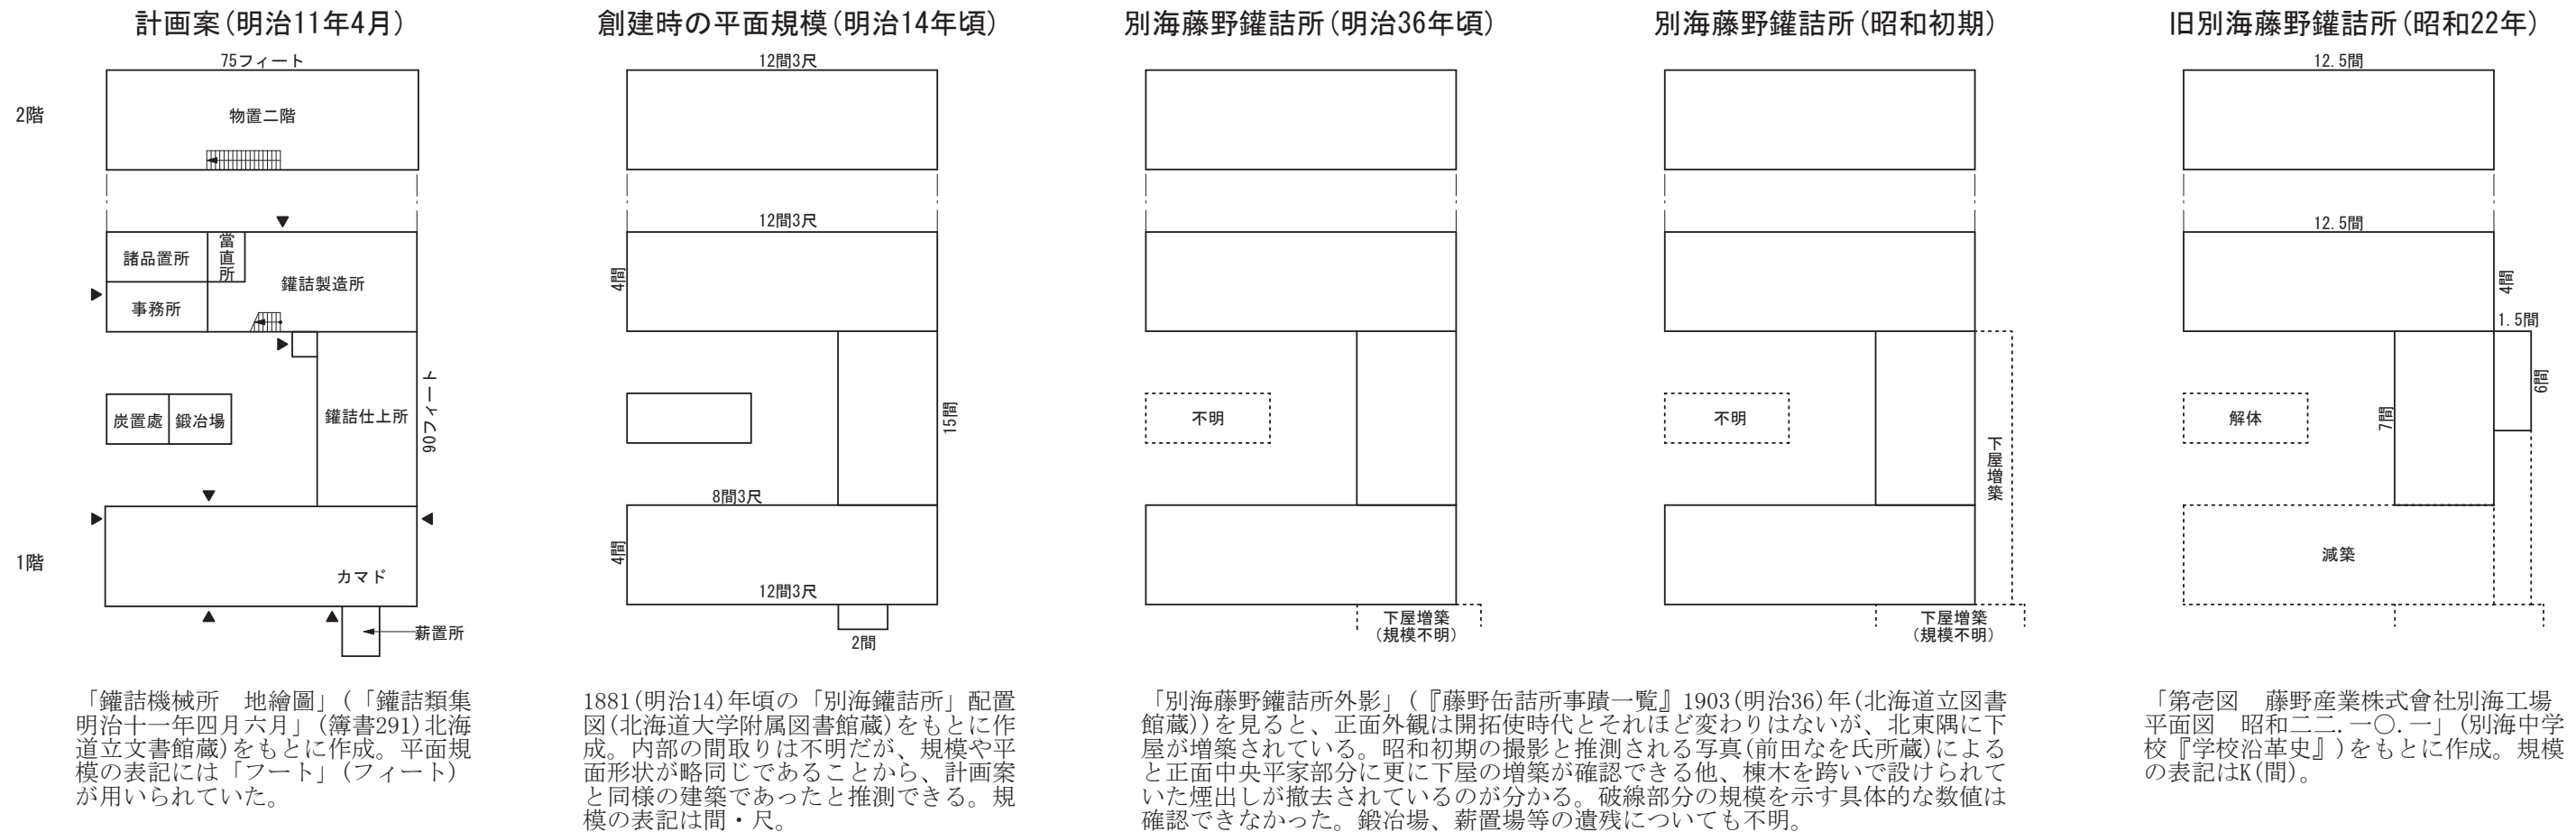 計画案(明治11年4月)
75フィート
2階
物置二階
諸品置所
當直所
事務所
鑵詰製造所
炭置處
鍛冶場
鑵詰仕上所
90フィート
1階
カマド
薪置所
「鑵詰機械所　地繪圖」(「鑵詰類集
明治十一年四月六月」(簿書291)北海
道立文書館蔵)をもとに作成。平面規
模の表記には「フート」(フィート)
が用いられていた。
創建時の平面規模(明治14年頃)
12間3尺
12間3尺
4間
15間
8間3尺
4間
12間3尺
2間
1881(明治14)年頃の「別海鑵詰所」配置
図(北海道大学附属図書館蔵)をもとに作
成。内部の間取りは不明だが、規模や平
面形状が略同じであることから、計画案
と同様の建築であったと推測できる。規
模の表記は間・尺。
別海藤野鑵詰所(明治36年頃)
不明
下屋増築
(規模不明)
別海藤野鑵詰所(昭和初期)
不明
下屋増築
下屋増築
(規模不明)
「別海藤野鑵詰所外影」(『藤野缶詰所事蹟一覧』1903(明治36)年(北海道立図書
館蔵))を見ると、正面外観は開拓使時代とそれほど変わりはないが、北東隅に下
屋が増築されている。昭和初期の撮影と推測される写真(前田なを氏所蔵)による
と正面中央平家部分に更に下屋の増築が確認できる他、棟木を跨いで設けられて
いた煙出しが撤去されているのが分かる。破線部分の規模を示す具体的な数値は
確認できなかった。鍛冶場、薪置場等の遺残についても不明。
旧別海藤野鑵詰所(昭和22年)
12.5間
12.5間
4間
1.5間
6間
解体
7間
減築
「第壱図　藤野産業株式會社別海工場
平面図　昭和二二.一〇.一」(別海中学
校『学校沿革史』)をもとに作成。規模
の表記はK(間)。